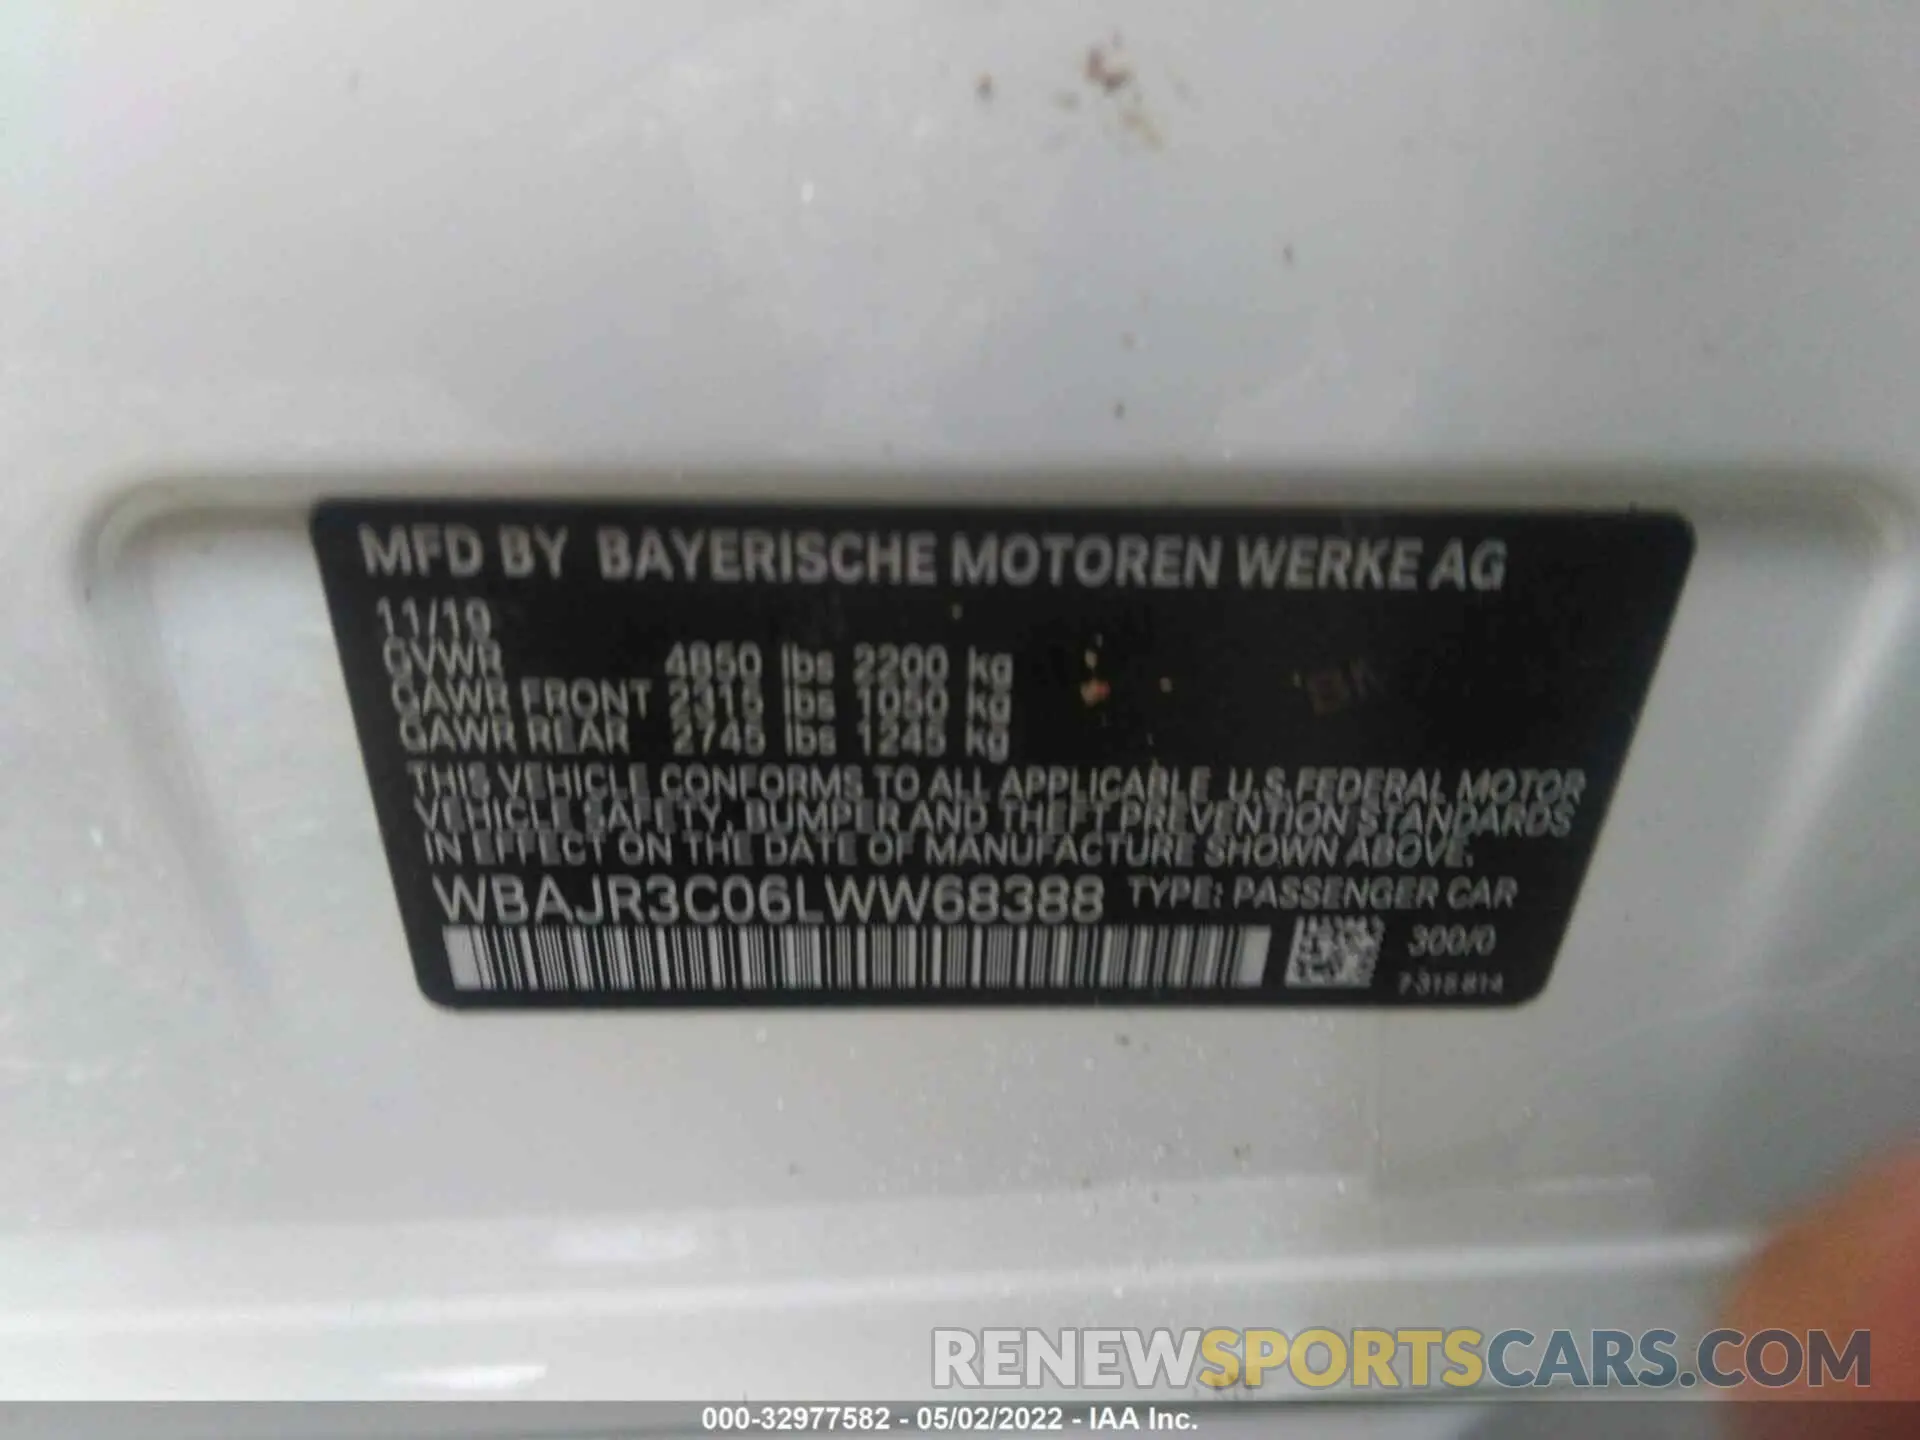 MFD BY BAYERISCHE MOTOREN WERKE AG
11/19
GVWR 4850 lbs 2200 kg
GAWR FRONT 2315 lbs 1050 kg
GAWR REAR 2745 lbs 1245 kg
THIS VEHICLE CONFORMS TO ALL APPLICABLE U.S.FEDERAL MOTOR
VEHICLE SAFETY, BUMPER AND THEFT PREVENTION STANDARDS
IN EFFECT ON THE DATE OF MANUFACTURE SHOWN ABOVE.
WBAJR3C06LWW68388 TYPE: PASSENGER CAR
300/0
7 315 814
RENEWSPORTSCARS.COM
000-32977582 - 05/02/2022 - IAA Inc.